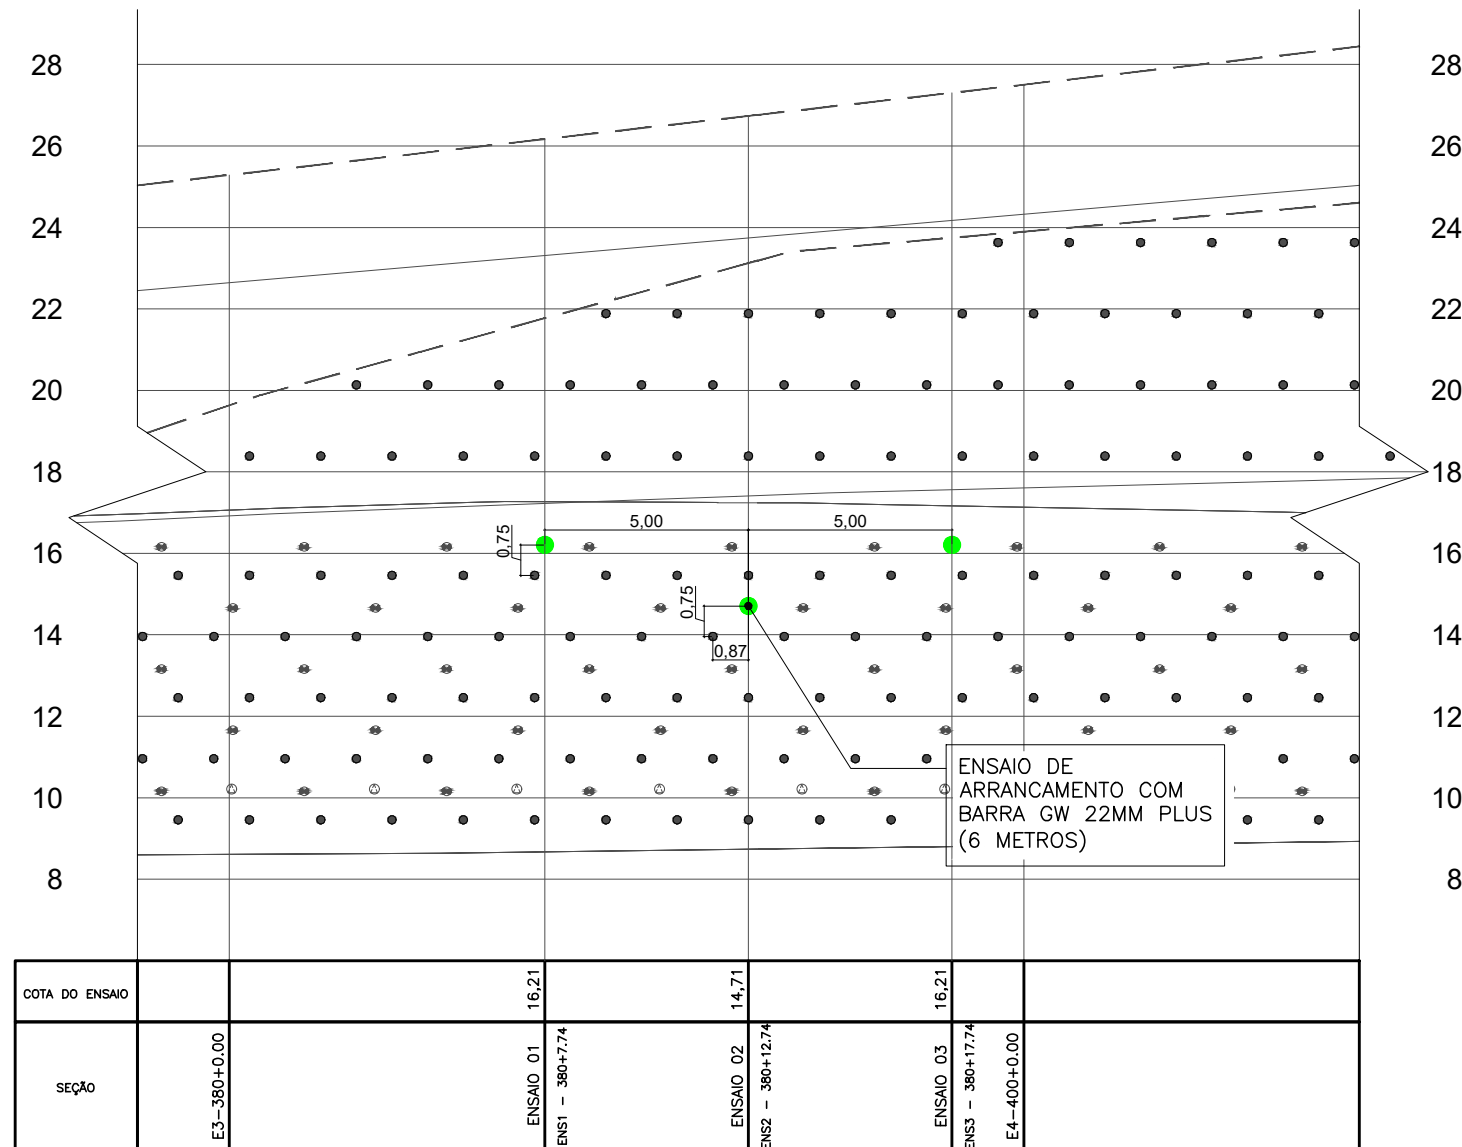 28 28
26 26
24 24
22 22
20 20
18 18
5,00 5,00
0,75
16 16
0,75
14 14
0,87
12 12
ENSAIO DE
ARRANCAMENTO COM
BARRA GW 22MM PLUS
(6 METROS)
10 10
8 8
COTA DO ENSAIO
16,21
14,71
16,21
SEÇÃO
E3-380+0.00
ENSAIO 01
ENS1 - 380+7.74
ENSAIO 02
ENS2 - 380+12.74
ENSAIO 03
ENS3 - 380+17.74
E4-400+0.00